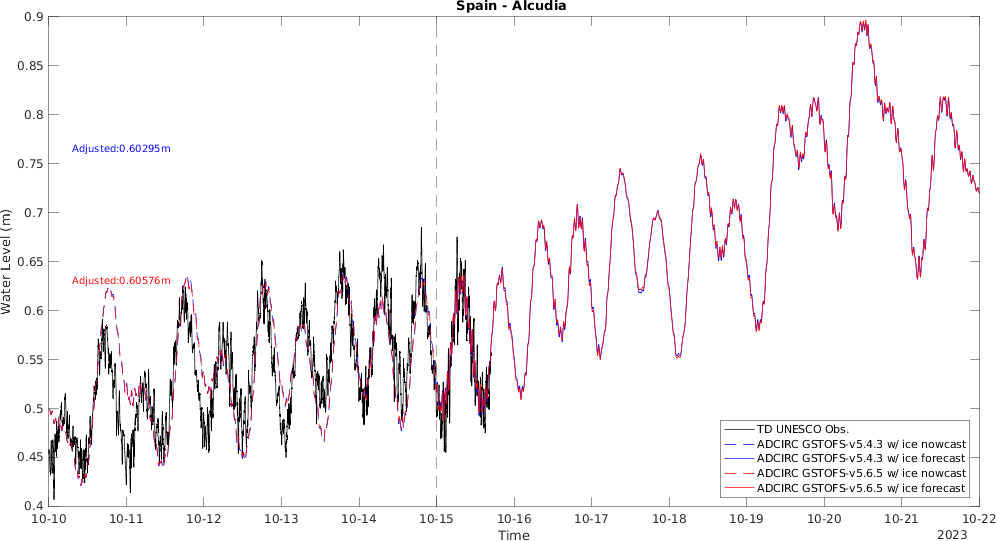 Spain - Alcudia
0.9
0.85
0.8
0.75
0.7
0.65
0.6
0.55
0.5
0.45
0.4
Water Level (m)
Adjusted:0.60295m
Adjusted:0.60576m
TD UNESCO Obs.
ADCIRC GSTOFS-v5.4.3 w/ ice nowcast
ADCIRC GSTOFS-v5.4.3 w/ ice forecast
ADCIRC GSTOFS-v5.6.5 w/ ice nowcast
ADCIRC GSTOFS-v5.6.5 w/ ice forecast
10-10 10-11 10-12 10-13 10-14 10-15 10-16 10-17 10-18 10-19 10-20 10-21 10-22
Time
2023